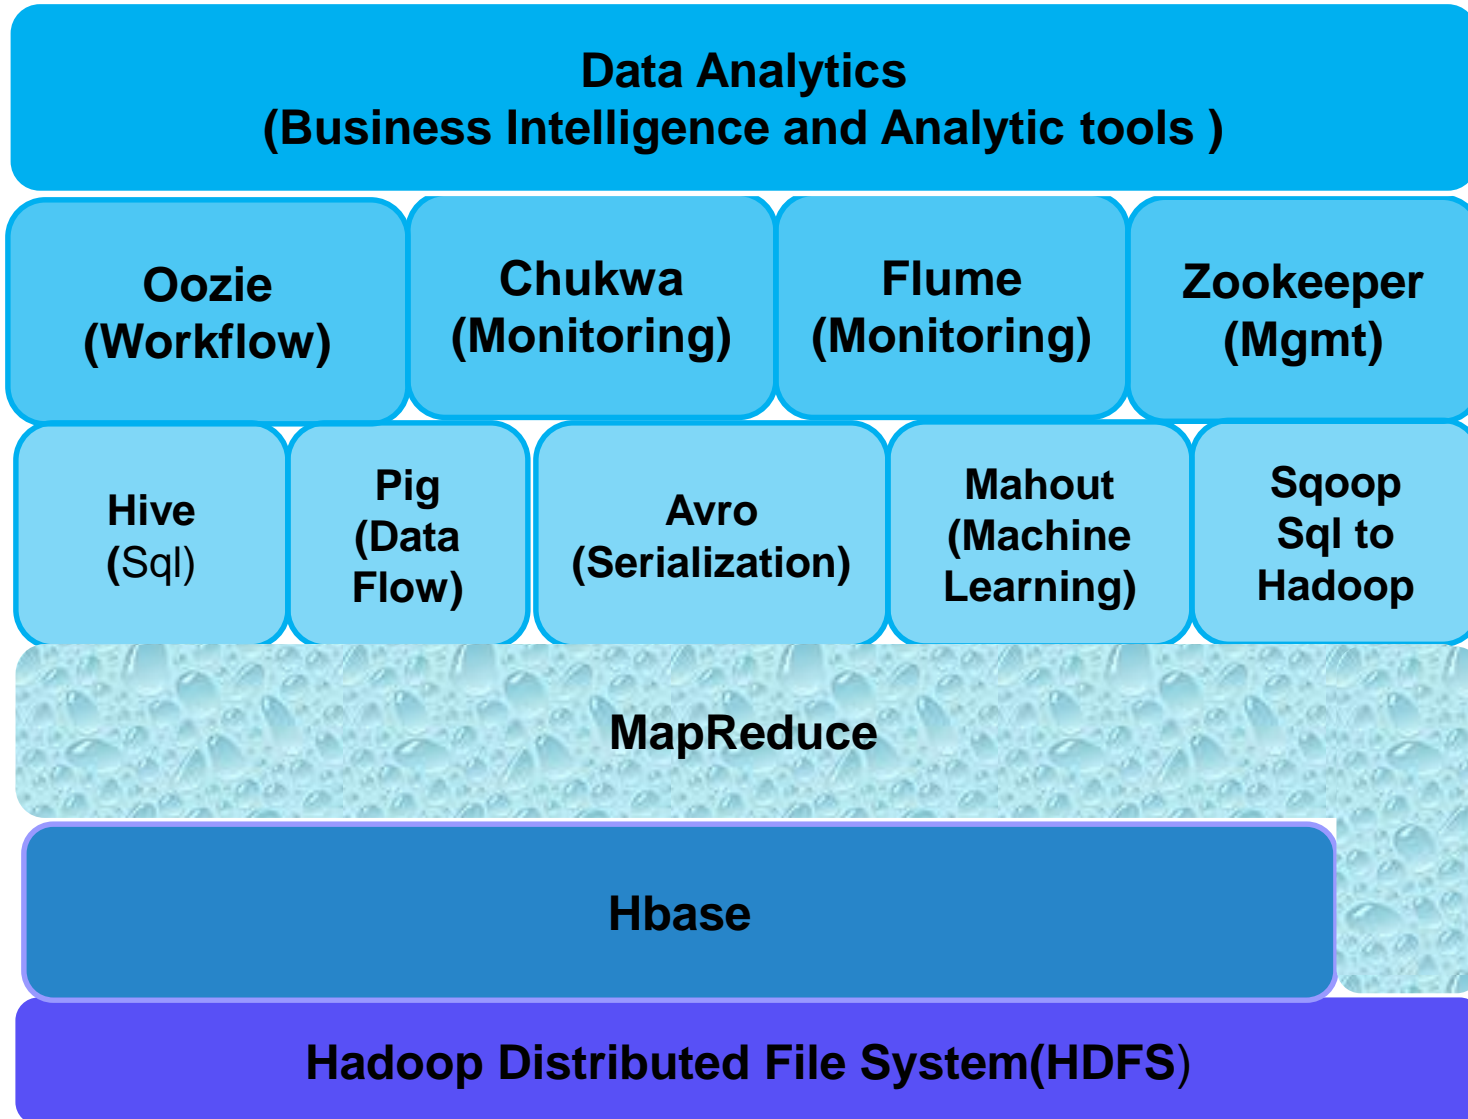 Data Analytics
(Business Intelligence and Analytic tools )
Oozie
(Workflow)
Chukwa
(Monitoring)
Flume
(Monitoring)
Zookeeper
(Mgmt)
Hive
(Sql)
Pig
(Data
Flow)
Avro
(Serialization)
Mahout
(Machine
Learning)
Sqoop
Sql to
Hadoop
MapReduce
Hbase
Hadoop Distributed File System(HDFS)